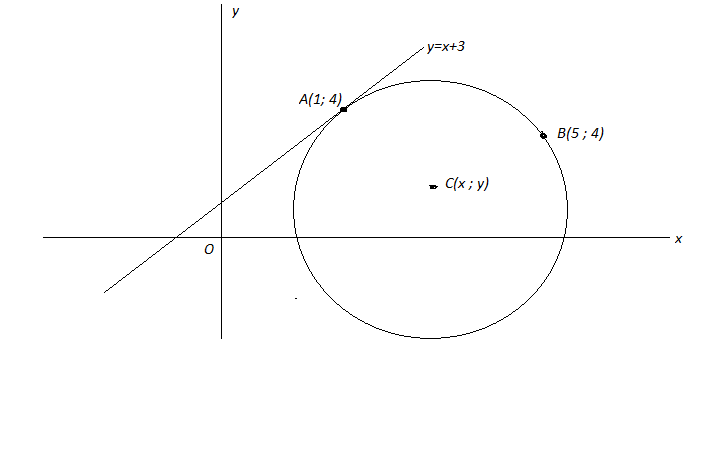 y
y=x+3
A(1; 4)
B(5 ; 4)
C(x ; y)
x
O